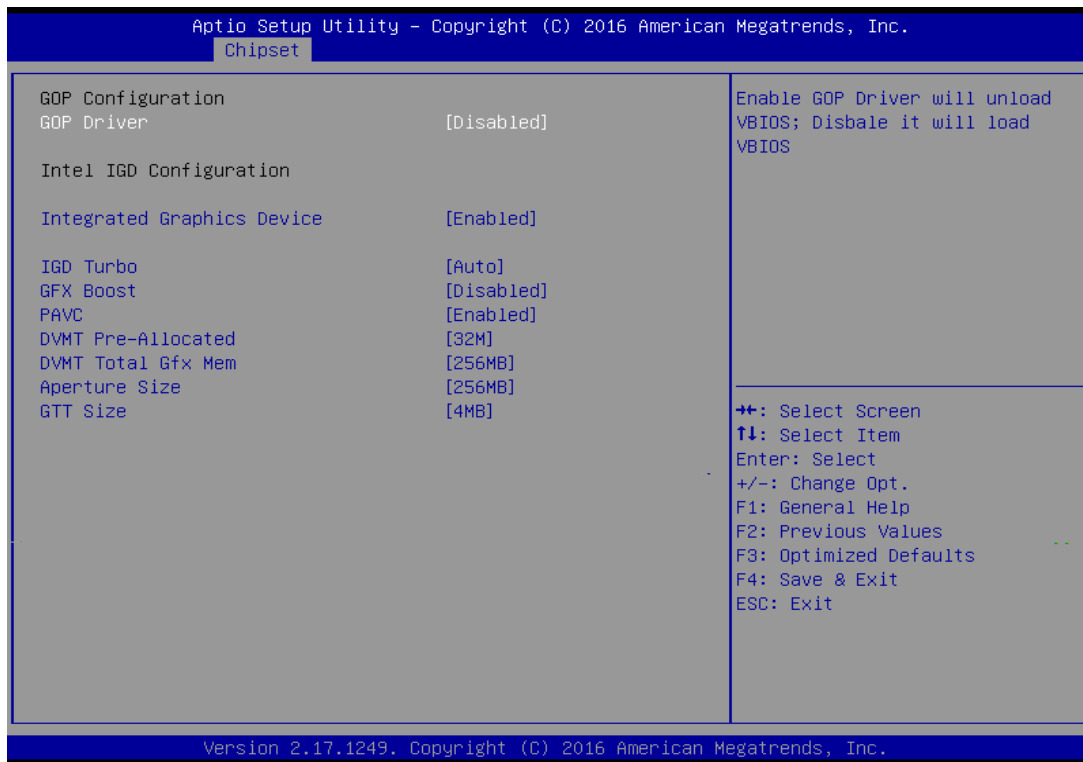 Aptio Setup Utility – Copyright (C) 2016 American Megatrends, Inc.
Chipset
GOP Configuration
GOP Driver [Disabled]
Intel IGD Configuration
Integrated Graphics Device [Enabled]
IGD Turbo [Auto]
GFX Boost [Disabled]
PAVC [Enabled]
DVMT Pre-Allocated [32M]
DVMT Total Gfx Mem [256MB]
Aperture Size [256MB]
GTT Size [4MB]
Enable GOP Driver will unload
VBIOS; Disbale it will load
VBIOS
→←: Select Screen
↑↓: Select Item
Enter: Select
+/-: Change Opt.
F1: General Help
F2: Previous Values
F3: Optimized Defaults
F4: Save & Exit
ESC: Exit
Version 2.17.1249. Copyright (C) 2016 American Megatrends, Inc.